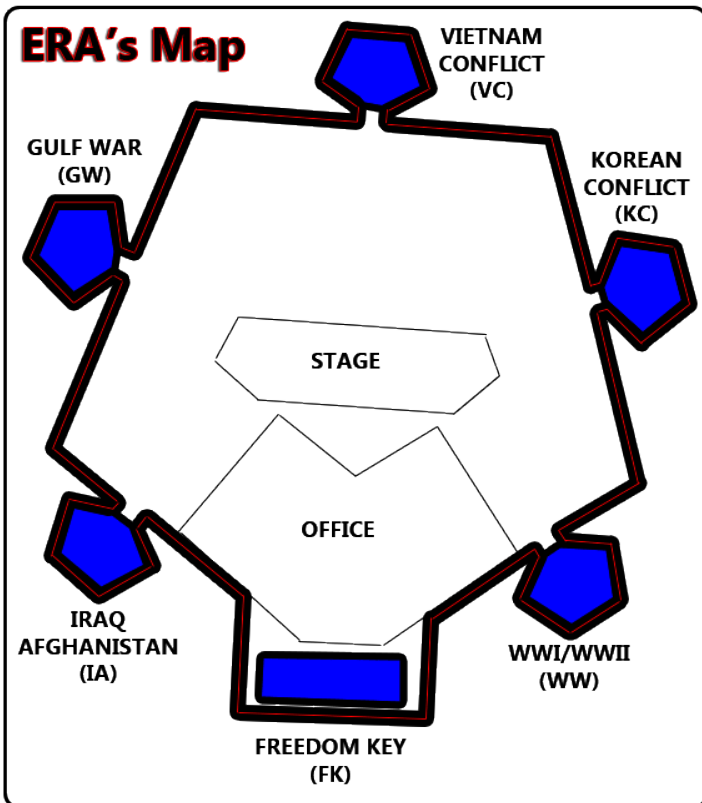 ERA's Map
VIETNAM
CONFLICT
(VC)
GULF WAR
(GW)
KOREAN
CONFLICT
(KC)
STAGE
OFFICE
IRAQ
AFGHANISTAN
(IA)
WWI/WWII
(WW)
FREEDOM KEY
(FK)